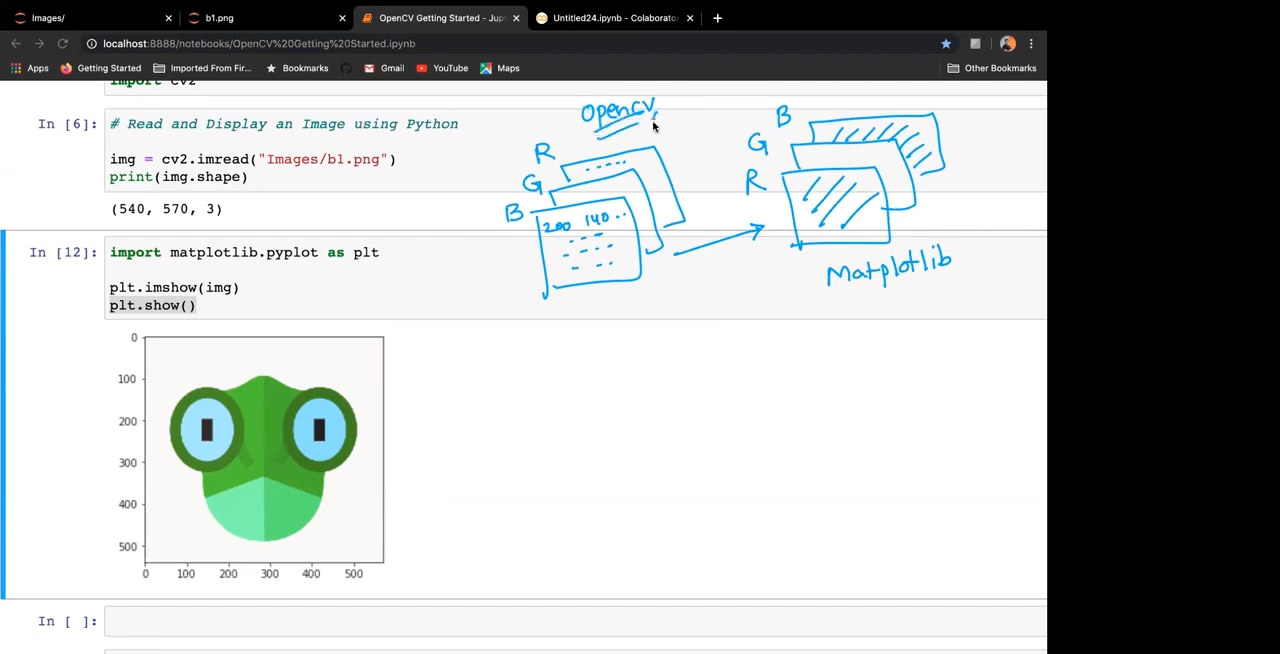 Images/
b1.png
OpenCV Getting Started - Jup
Untitled24.ipynb - Colaborator
localhost:8888/notebooks/OpenCV%20Getting%20Started.ipynb
Apps
Getting Started
Imported From Fir...
Bookmarks
Gmail
YouTube
Maps
Other Bookmarks
import cv2
In [6]:
# Read and Display an Image using Python
img = cv2.imread("Images/b1.png")
print(img.shape)
(540, 570, 3)
OpenCV
R
G
B
200 140 ..
B
G
R
Matplotlib
In [12]:
import matplotlib.pyplot as plt
plt.imshow(img)
plt.show()
0
100
200
300
400
500
0 100 200 300 400 500
In [ ]: